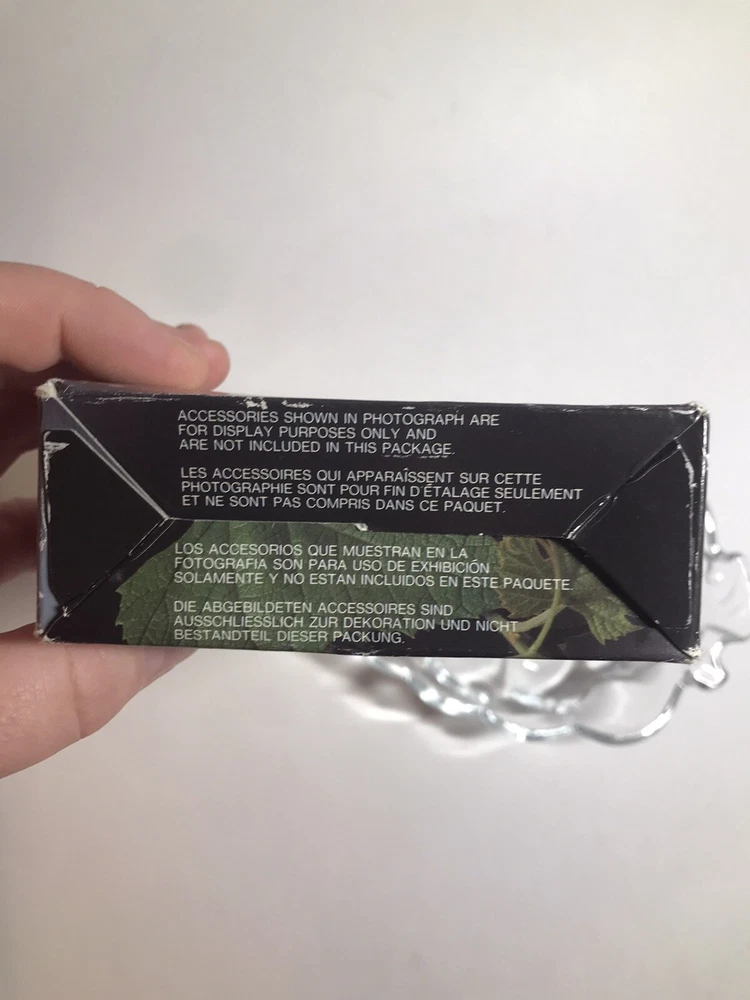 ACCESSORIES SHOWN IN PHOTOGRAPH ARE
FOR DISPLAY PURPOSES ONLY AND
ARE NOT INCLUDED IN THIS PACKAGE.
LES ACCESSOIRES QUI APPARAÎSSENT SUR CETTE
PHOTOGRAPHIE SONT POUR FIN D'ÉTALAGE SEULEMENT
ET NE SONT PAS COMPRIS DANS CE PAQUET.
LOS ACCESORIOS QUE MUESTRAN EN LA
FOTOGRAFIA SON PARA USO DE EXHIBICIÓN
SOLAMENTE Y NO ESTAN INCLUIDOS EN ESTE PAQUETE.
DIE ABGEBILDETEN ACCESSOIRES SIND
AUSSCHLIESSLICH ZUR DEKORATION UND NICHT
BESTANDTEIL DIESER PACKUNG.